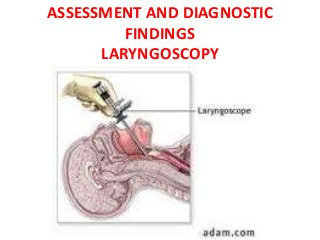 ASSESSMENT AND DIAGNOSTIC
FINDINGS
LARYNGOSCOPY
Laryngoscope
adam.com